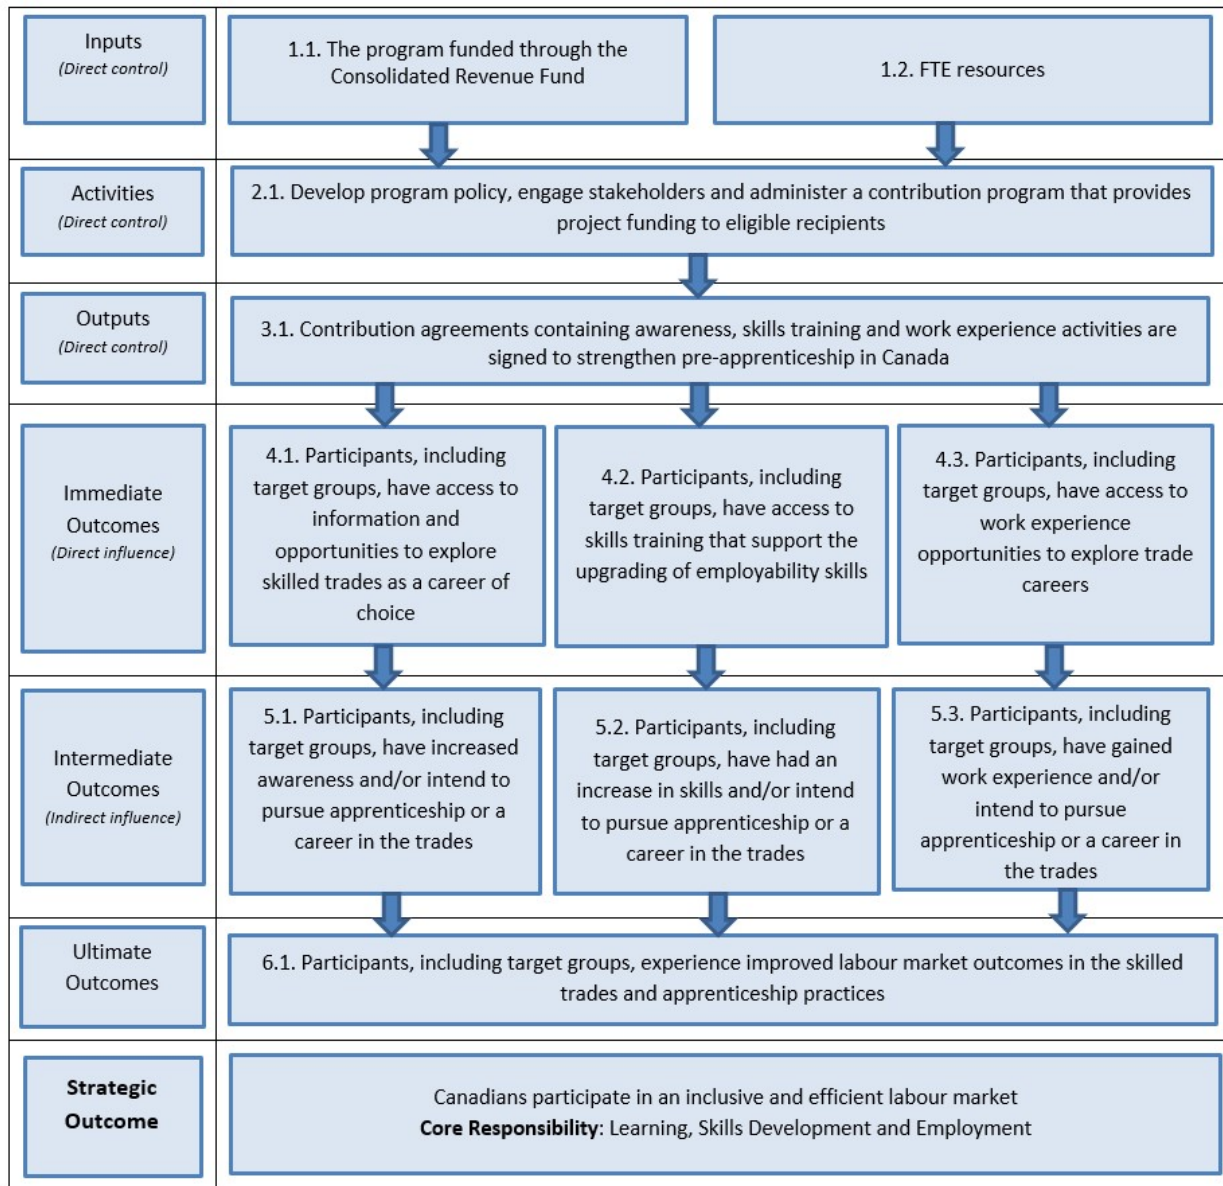 Inputs
(Direct control)
1.1. The program funded through the
Consolidated Revenue Fund
1.2. FTE resources
Activities
(Direct control)
2.1. Develop program policy, engage stakeholders and administer a contribution program that provides
project funding to eligible recipients
Outputs
(Direct control)
3.1. Contribution agreements containing awareness, skills training and work experience activities are
signed to strengthen pre-apprenticeship in Canada
Immediate
Outcomes
(Direct influence)
4.1. Participants, including
target groups, have access to
information and
opportunities to explore
skilled trades as a career of
choice
4.2. Participants, including
target groups, have access to
skills training that support the
upgrading of employability skills
4.3. Participants, including
target groups, have access to
work experience
opportunities to explore trade
careers
Intermediate
Outcomes
(Indirect influence)
5.1. Participants, including
target groups, have increased
awareness and/or intend to
pursue apprenticeship or a
career in the trades
5.2. Participants, including
target groups, have had an
increase in skills and/or intend
to pursue apprenticeship or a
career in the trades
5.3. Participants, including
target groups, have gained
work experience and/or
intend to pursue
apprenticeship or a career in
the trades
Ultimate
Outcomes
6.1. Participants, including target groups, experience improved labour market outcomes in the skilled
trades and apprenticeship practices
Strategic
Outcome
Canadians participate in an inclusive and efficient labour market
Core Responsibility: Learning, Skills Development and Employment